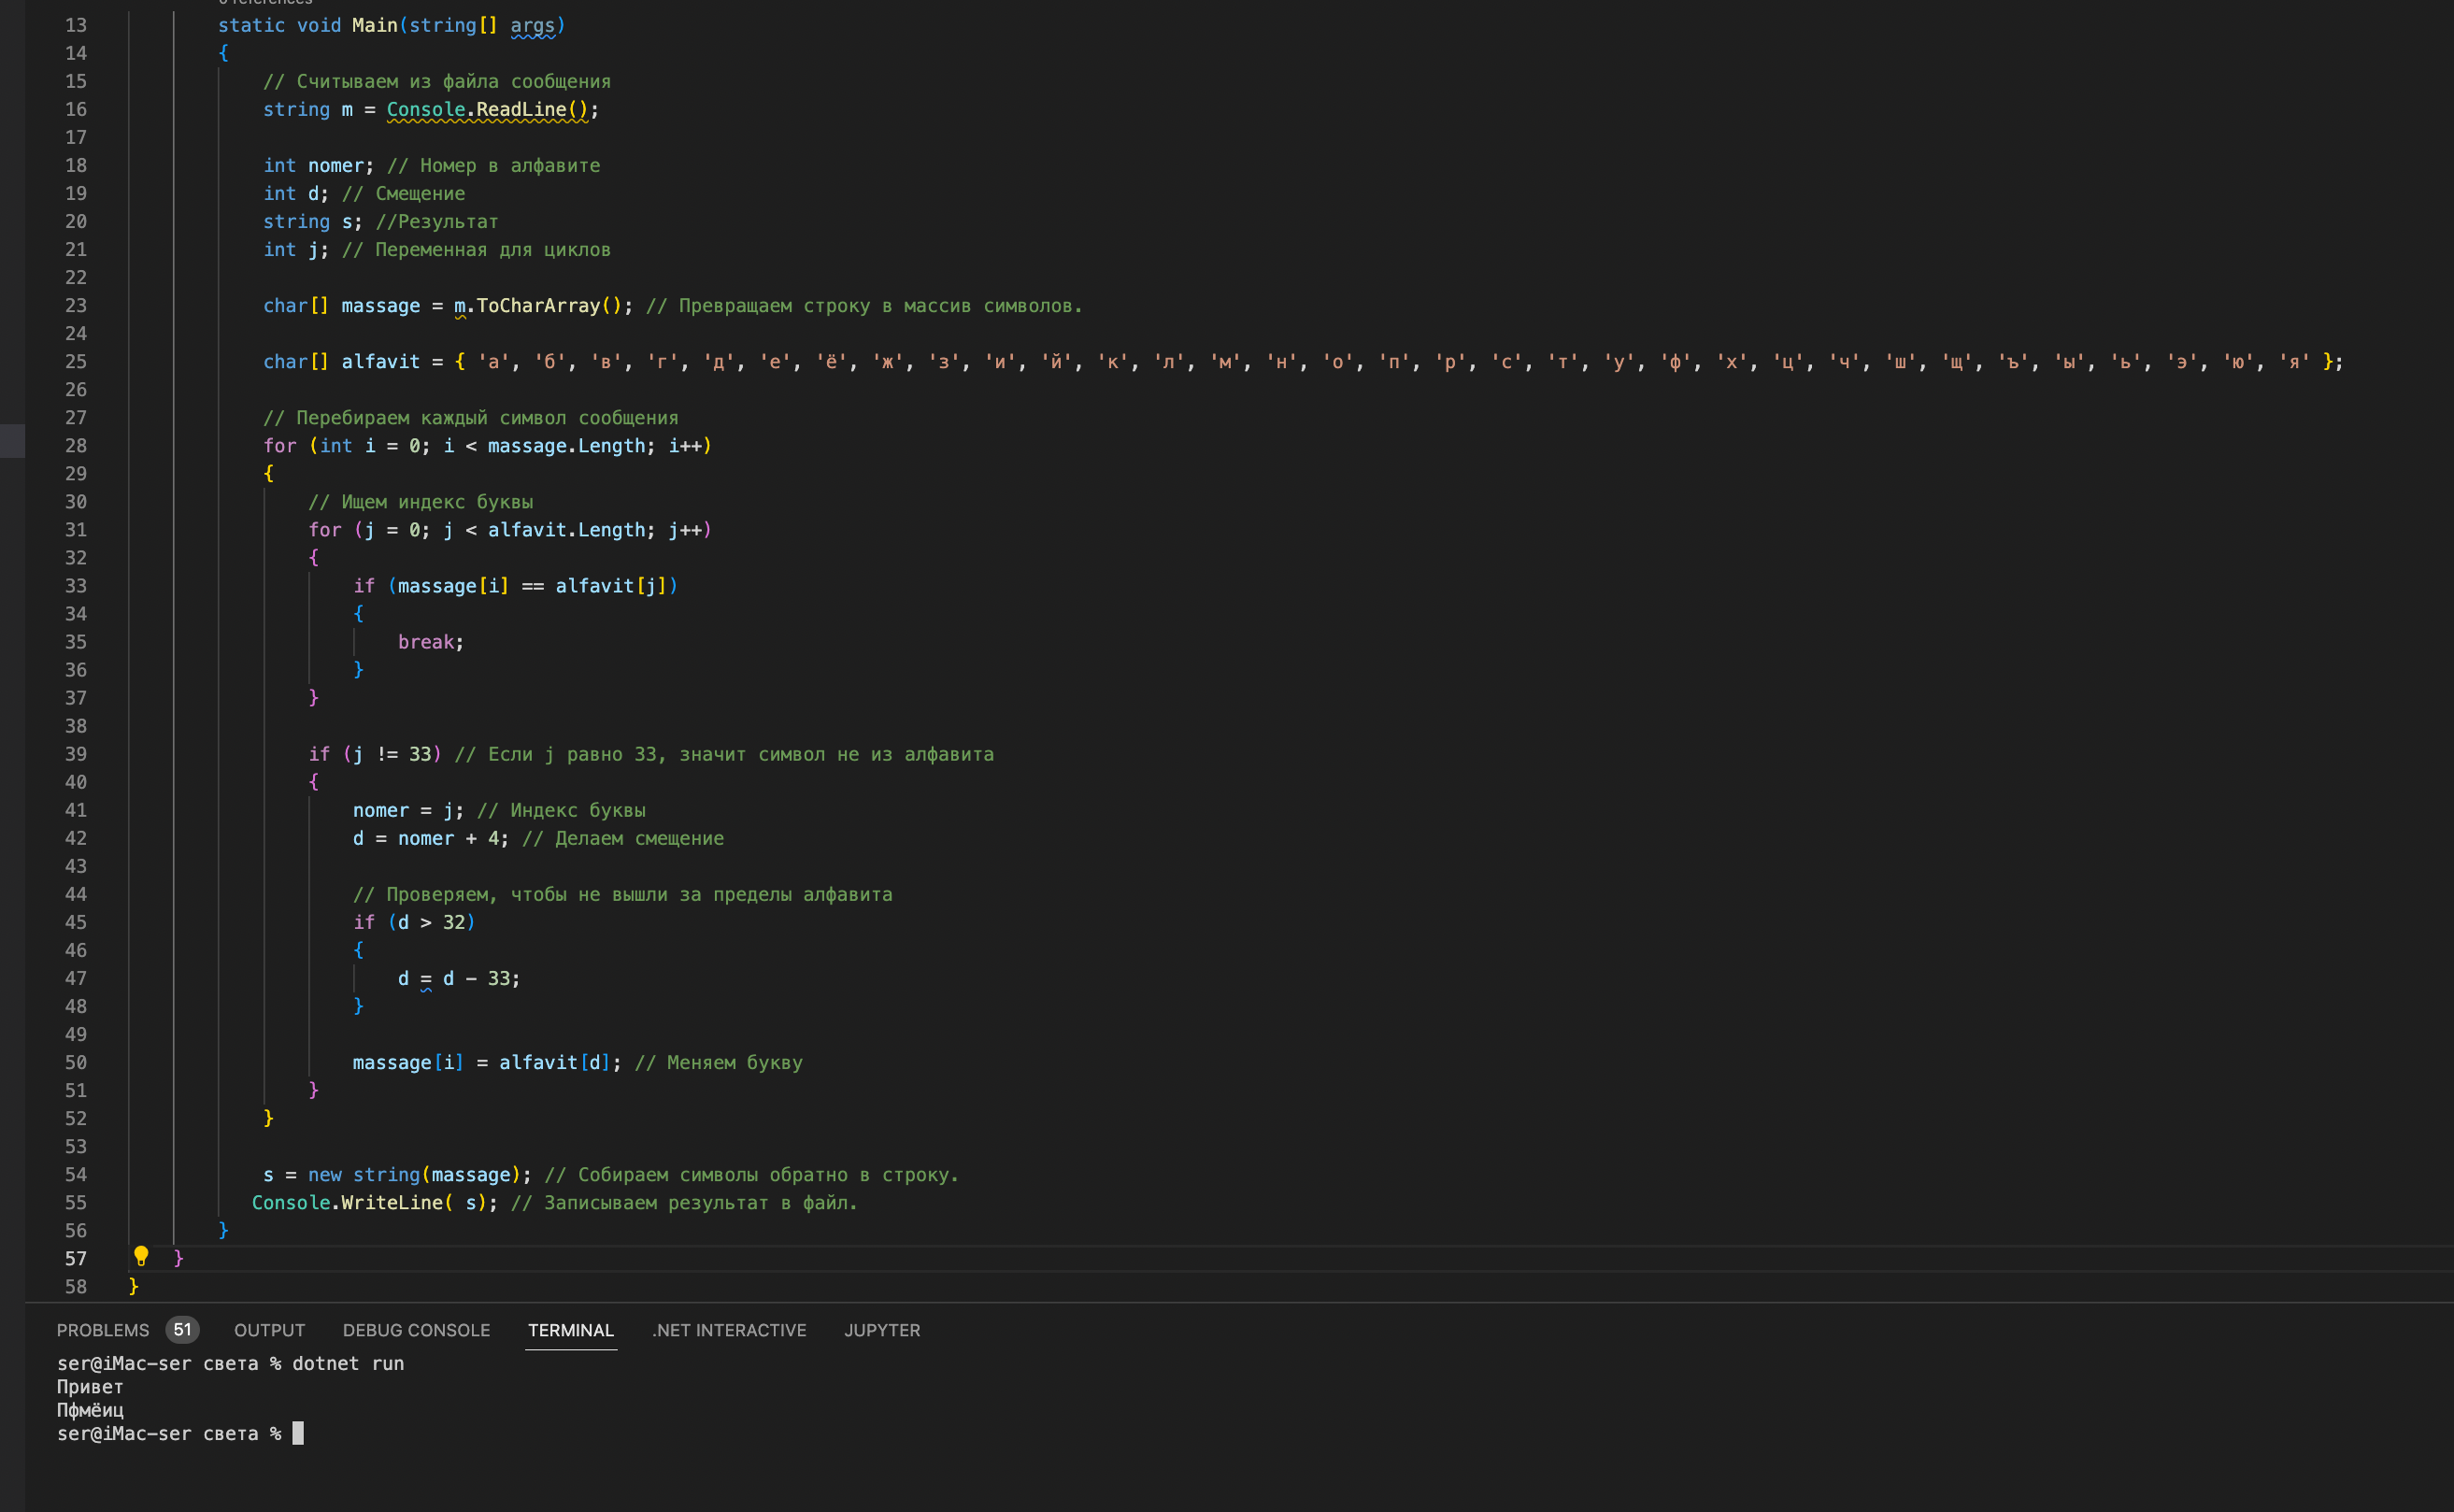 13 static void Main(string[] args)
14 {
15 // Считываем из файла сообщения
16 string m = Console.ReadLine();
17
18 int nomer; // Номер в алфавите
19 int d; // Смещение
20 string s; //Результат
21 int j; // Переменная для циклов
22
23 char[] massage = m.ToCharArray(); // Превращаем строку в массив символов.
24
25 char[] alfavit = { 'а', 'б', 'в', 'г', 'д', 'е', 'ё', 'ж', 'з', 'и', 'й', 'к', 'л', 'м', 'н', 'о', 'п', 'р', 'с', 'т', 'у', 'ф', 'х', 'ц', 'ч', 'ш', 'щ', 'ъ', 'ы', 'ь', 'э', 'ю', 'я' };
26
27 // Перебираем каждый символ сообщения
28 for (int i = 0; i < massage.Length; i++)
29 {
30 // Ищем индекс буквы
31 for (j = 0; j < alfavit.Length; j++)
32 {
33 if (massage[i] == alfavit[j])
34 {
35 break;
36 }
37 }
38
39 if (j != 33) // Если j равно 33, значит символ не из алфавита
40 {
41 nomer = j; // Индекс буквы
42 d = nomer + 4; // Делаем смещение
43
44 // Проверяем, чтобы не вышли за пределы алфавита
45 if (d > 32)
46 {
47 d = d - 33;
48 }
49
50 massage[i] = alfavit[d]; // Меняем букву
51 }
52 }
53
54 s = new string(massage); // Собираем символы обратно в строку.
55 Console.WriteLine( s); // Записываем результат в файл.
56 }
57 }
58 }
PROBLEMS 51 OUTPUT DEBUG CONSOLE TERMINAL .NET INTERACTIVE JUPYTER
ser@iMac-ser света % dotnet run
Привет
Пфмёиц
ser@iMac-ser света %